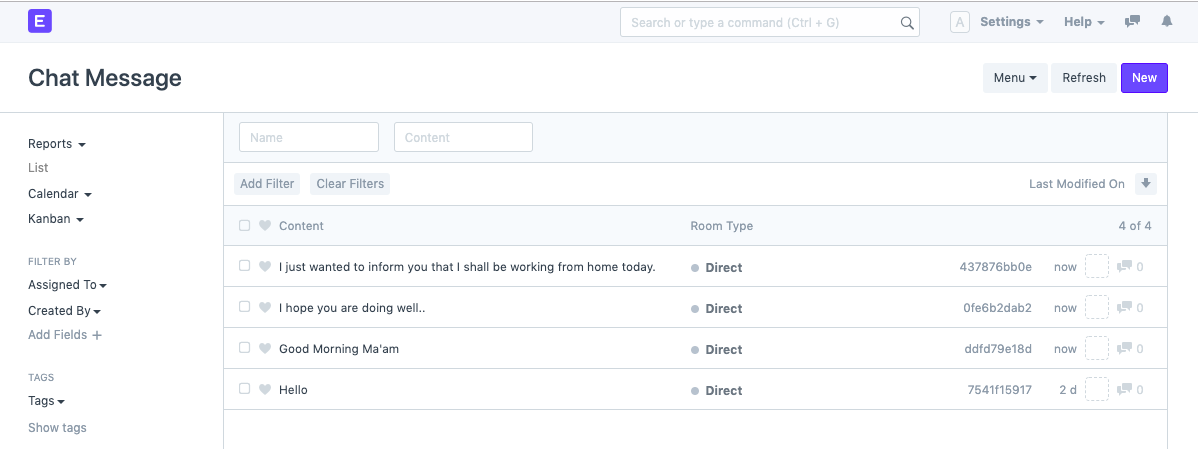 E
Search or type a command (Ctrl + G)
A
Settings
Help
Chat Message
Menu
Refresh
New
Reports
List
Calendar
Kanban
FILTER BY
Assigned To
Created By
Add Fields +
TAGS
Tags
Show tags
Name
Content
Add Filter
Clear Filters
Last Modified On
Content Room Type 4 of 4
I just wanted to inform you that I shall be working from home today. Direct 437876bb0e now 0
I hope you are doing well.. Direct 0fe6b2dab2 now 0
Good Morning Ma'am Direct ddfd79e18d now 0
Hello Direct 7541f15917 2 d 0